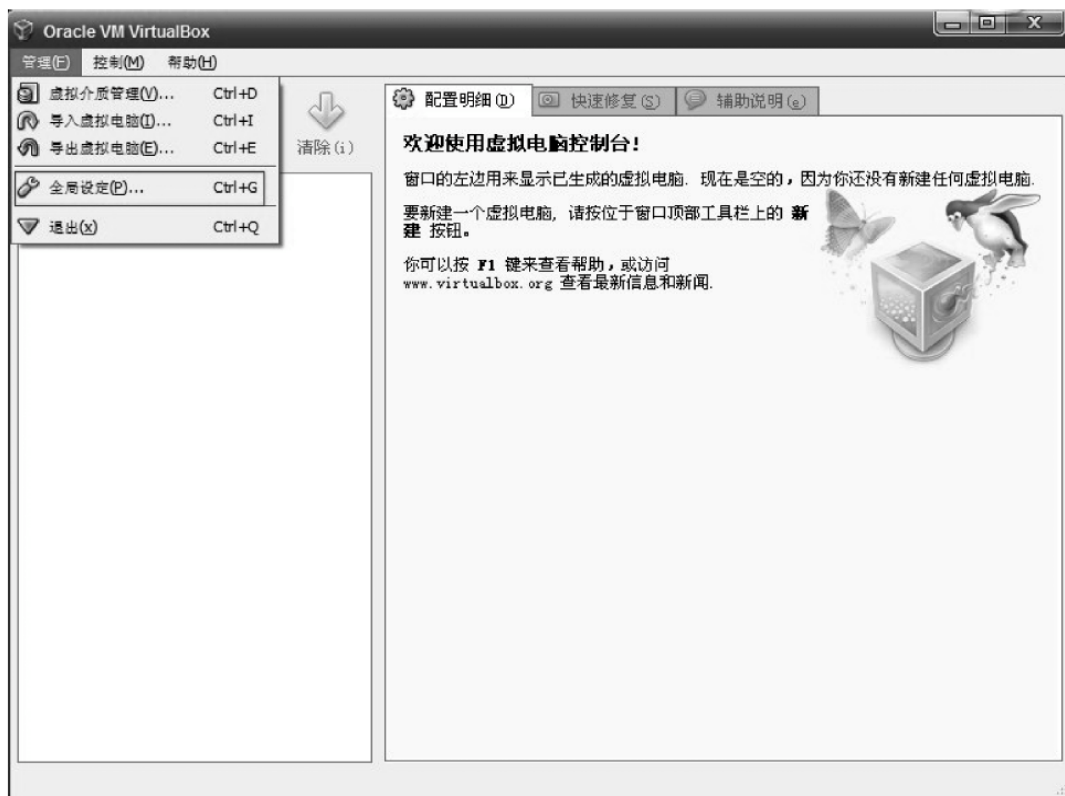 Oracle VM VirtualBox
管理(F) 控制(M) 帮助(H)
虚拟介质管理(V)... Ctrl+D
导入虚拟电脑(I)... Ctrl+I
导出虚拟电脑(E)... Ctrl+E
全局设定(P)... Ctrl+G
退出(x) Ctrl+Q
清除(i)
配置明细(D) 快速修复(S) 辅助说明(e)
欢迎使用虚拟电脑控制台!
窗口的左边用来显示已生成的虚拟电脑. 现在是空的，因为你还没有新建任何虚拟电脑.
要新建一个虚拟电脑, 请按位于窗口顶部工具栏上的 新
建 按钮。
你可以按 F1 键来查看帮助，或访问
www.virtualbox.org 查看最新信息和新闻.